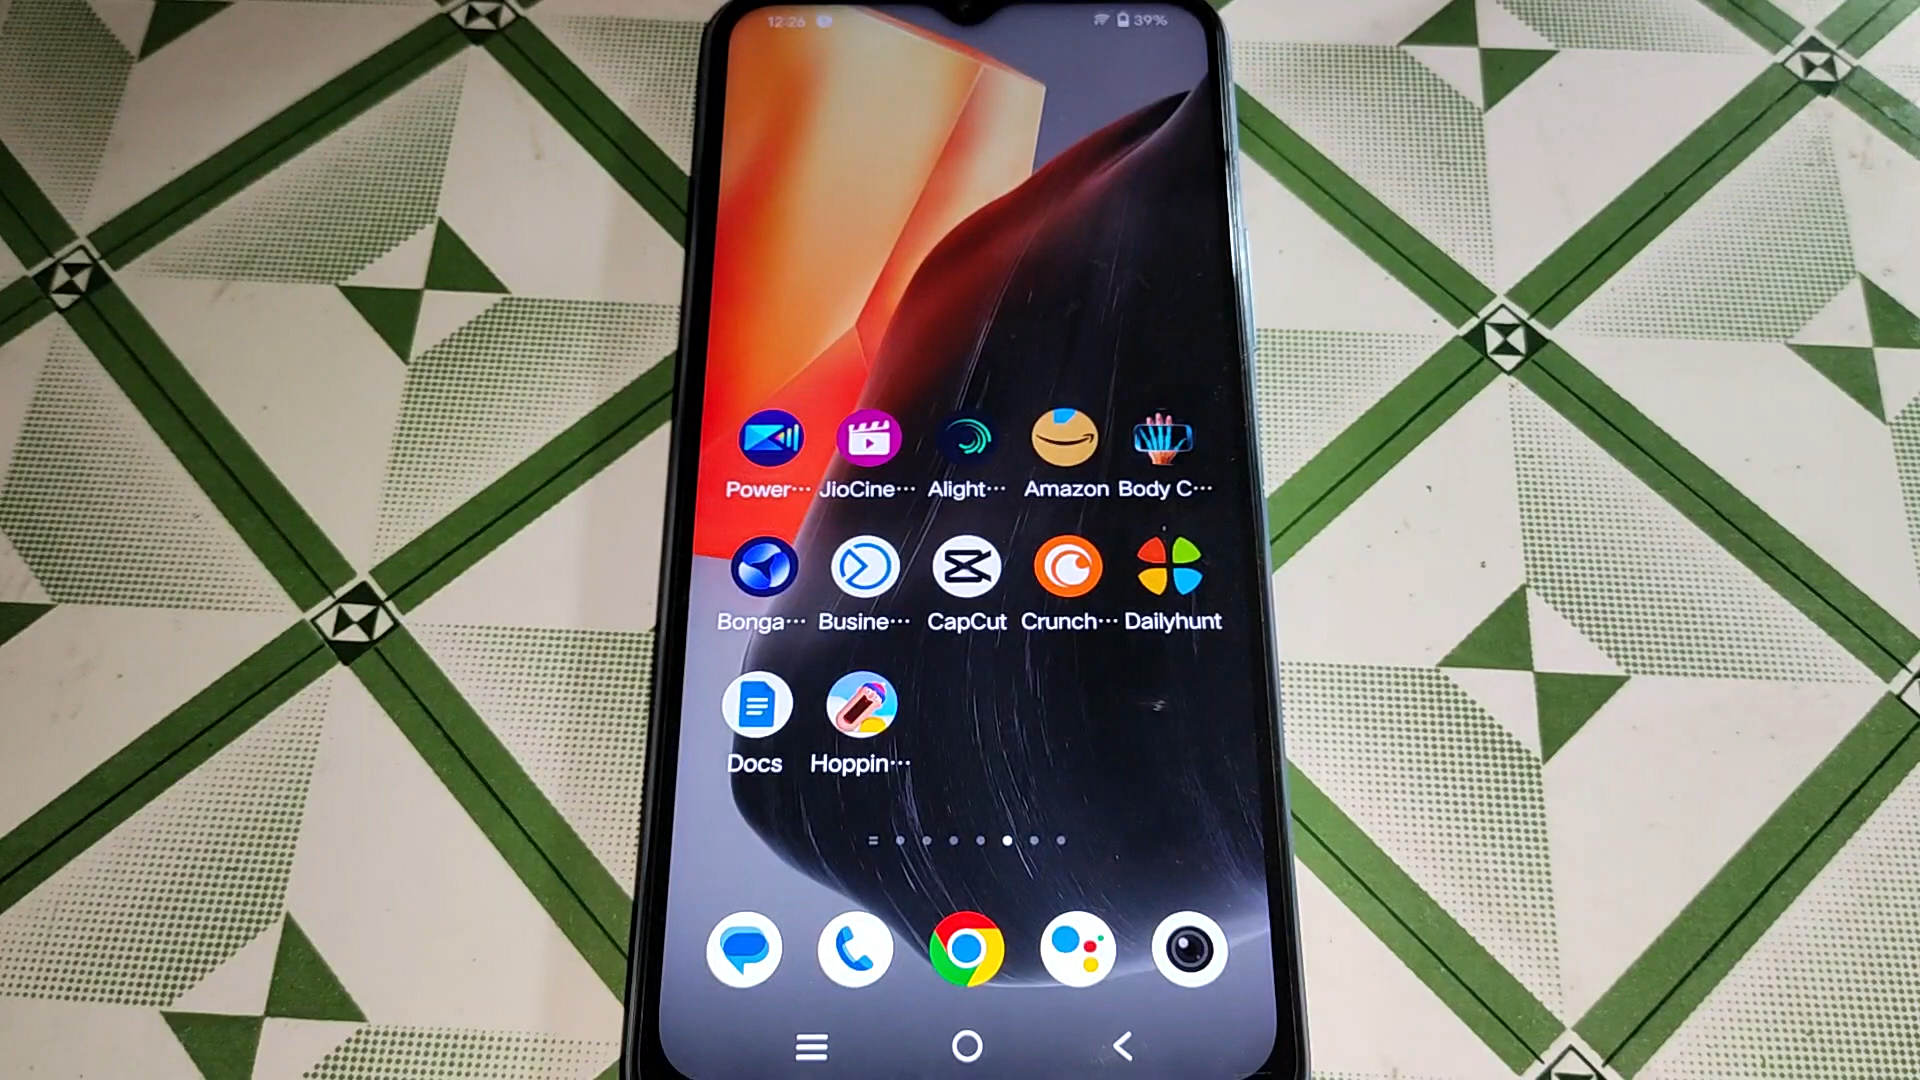 12:26 39%
Power··· JioCine··· Alight··· Amazon Body C···
Bonga··· Busine··· CapCut Crunch··· Dailyhunt
Docs Hoppin···